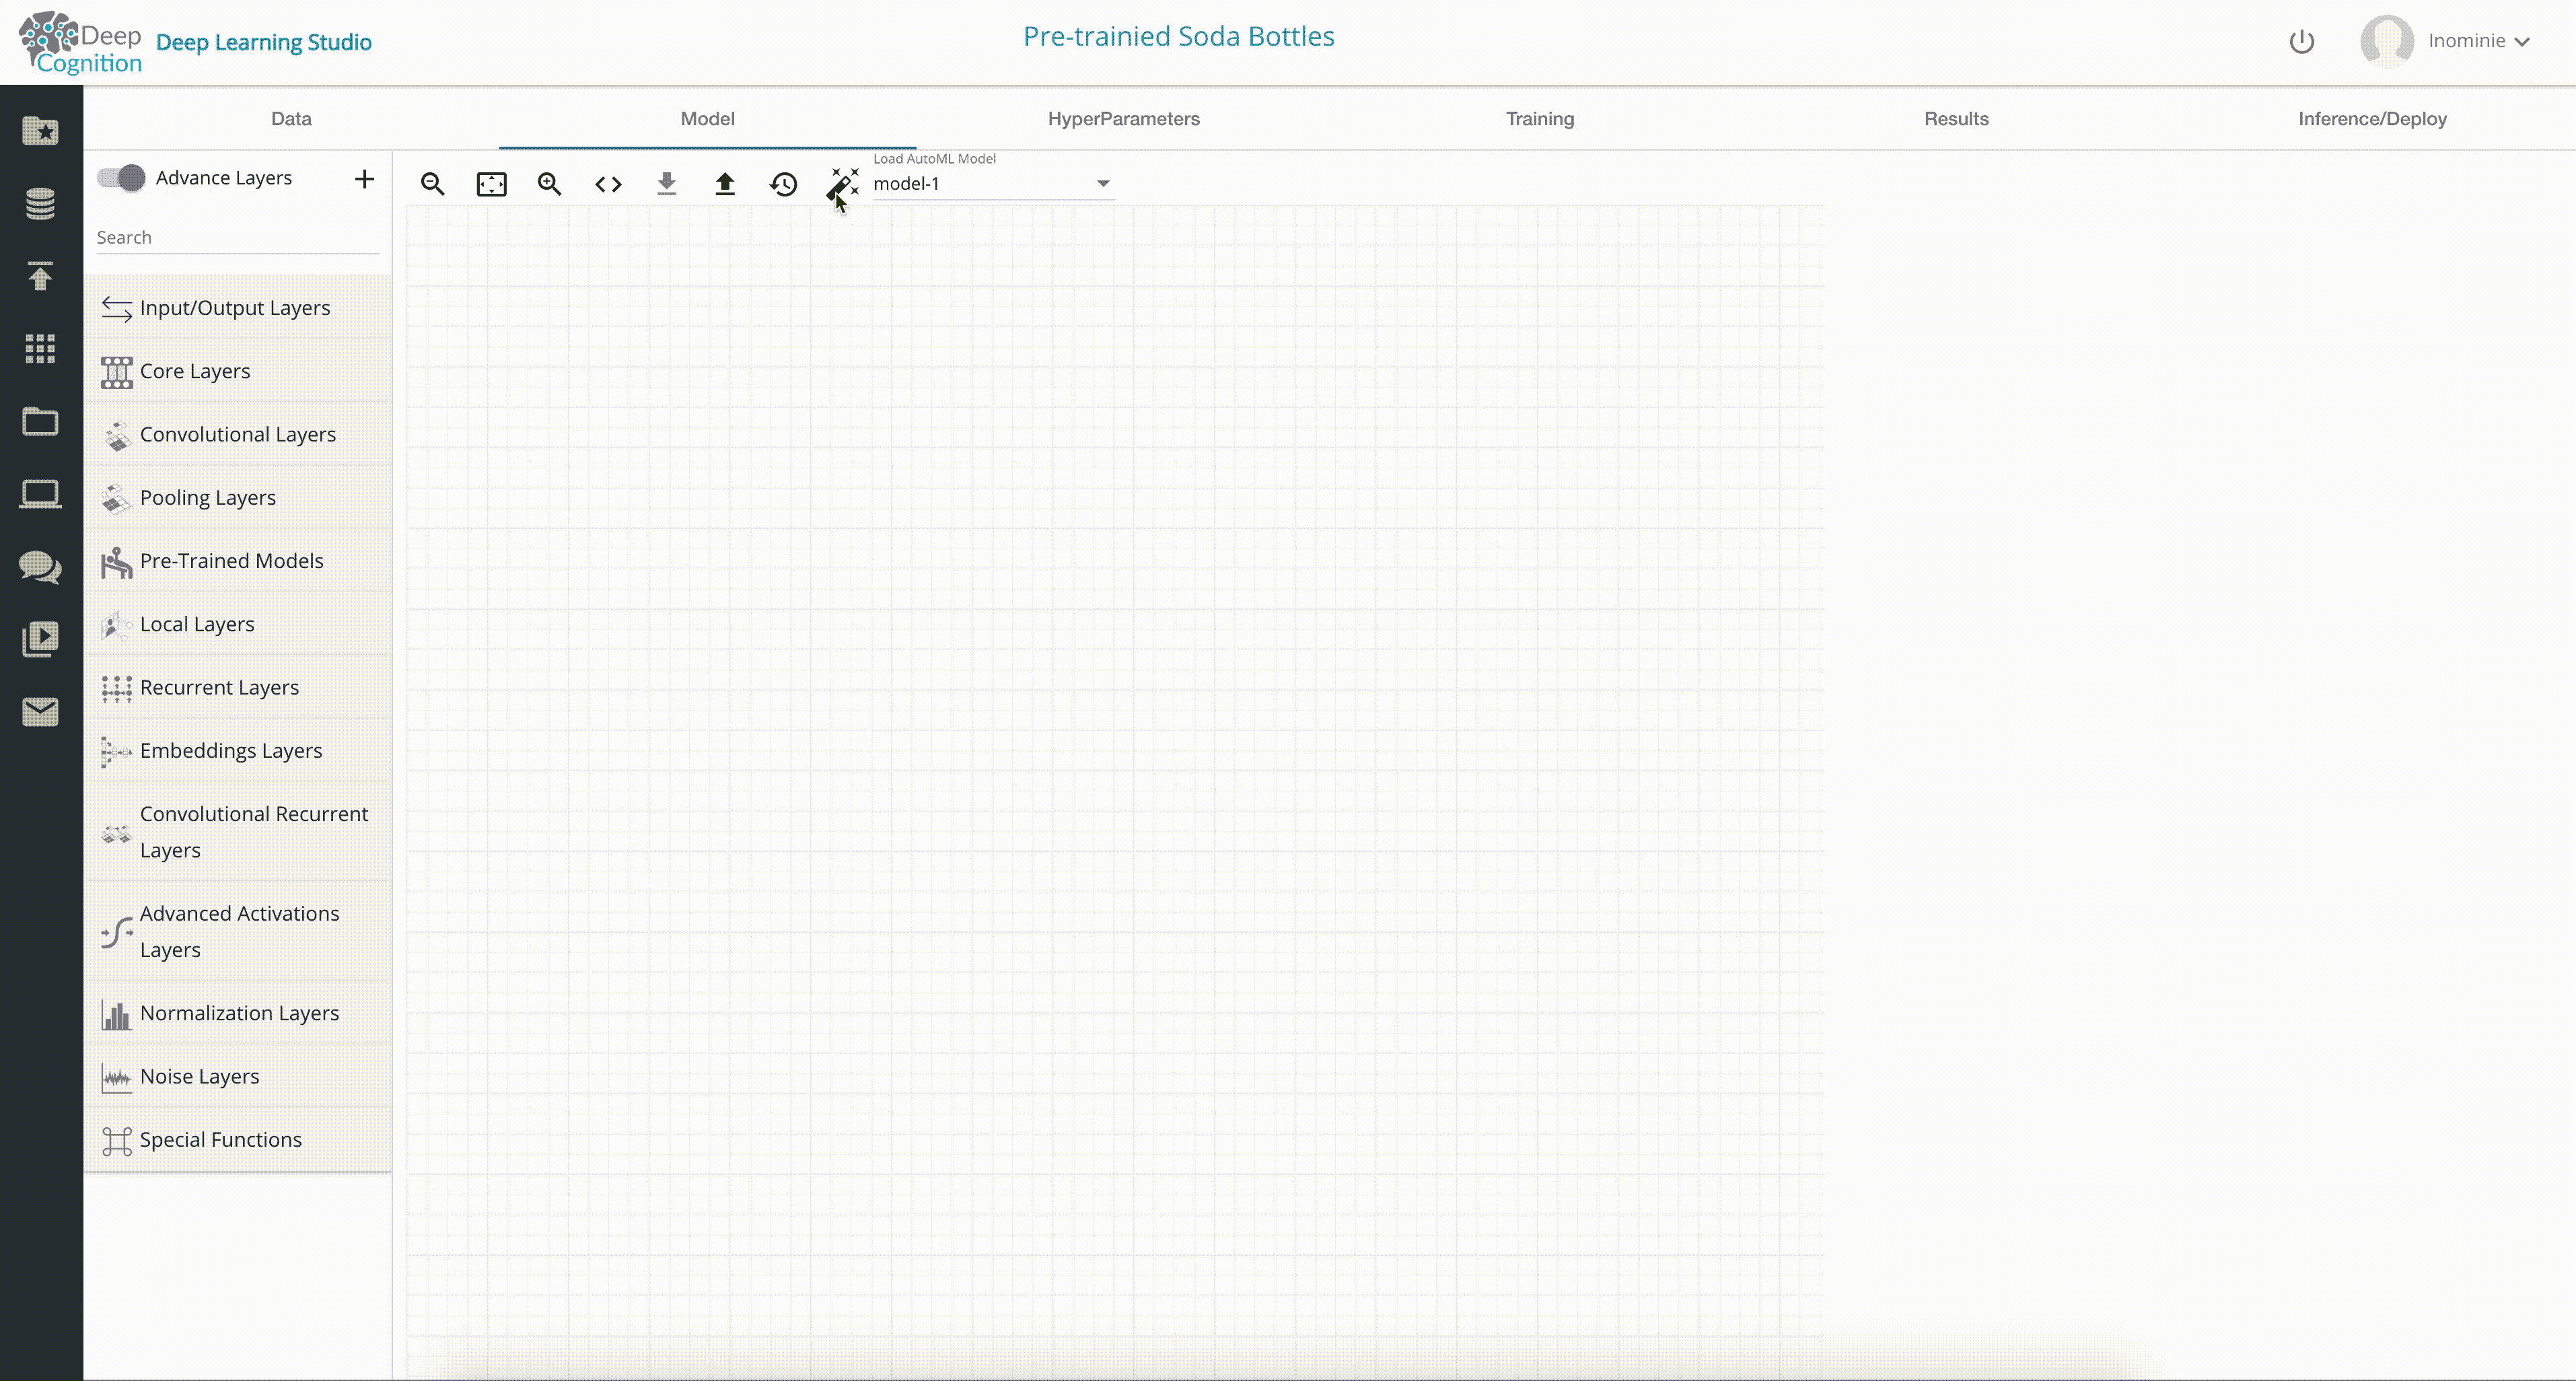 Deep
Cognition
Deep Learning Studio
Pre-trainied Soda Bottles
Inominie
Data
Model
HyperParameters
Training
Results
Inference/Deploy
Advance Layers
Load AutoML Model
model-1
Search
Input/Output Layers
Core Layers
Convolutional Layers
Pooling Layers
Pre-Trained Models
Local Layers
Recurrent Layers
Embeddings Layers
Convolutional Recurrent
Layers
Advanced Activations
Layers
Normalization Layers
Noise Layers
Special Functions